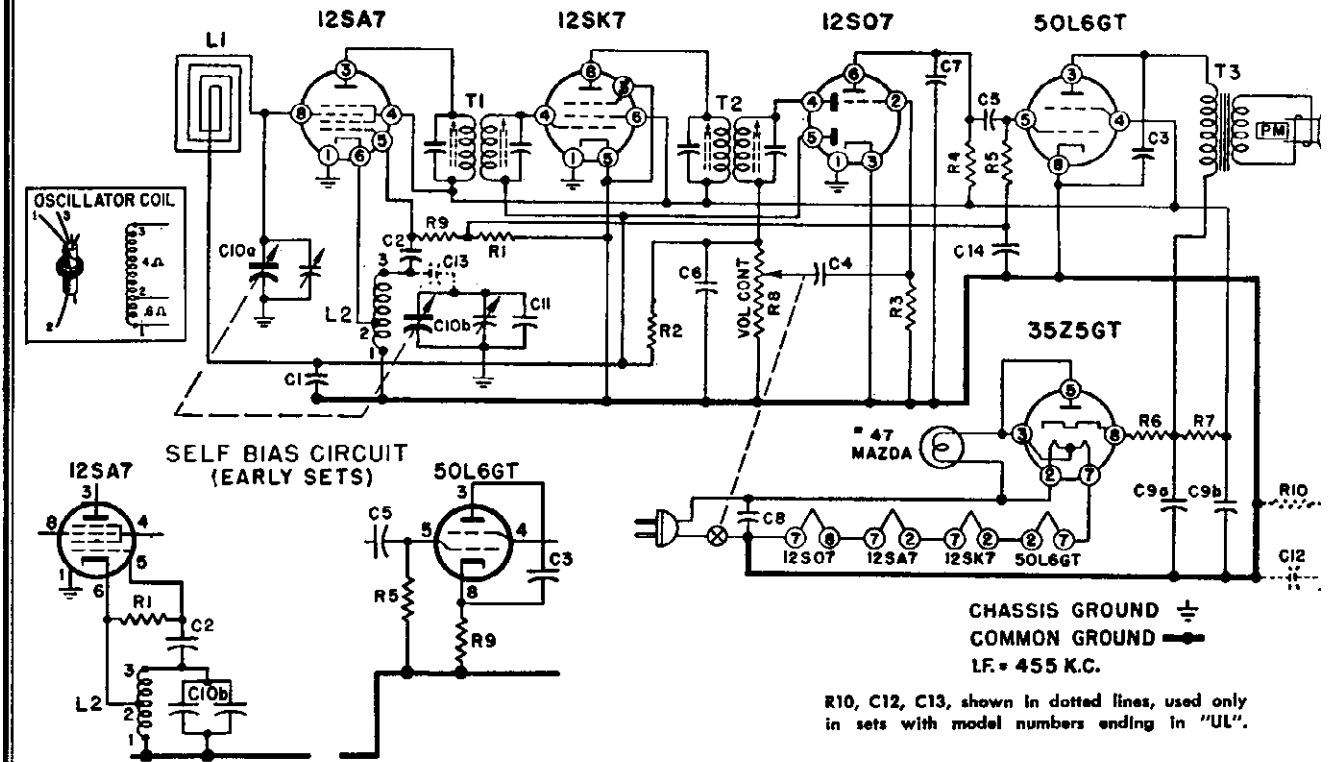 12SA7 12SK7 12SO7 50L6GT
L1
3 8 6 C7 3 T3
8 4 T1 4 6 T2 4 2 C5 5 4 C3 PM
5 5 R4 R5
1 6 1 5 1 3 8
OSCILLATOR COIL
1 3 3
4Ω
2
.6Ω
2 1
C10a
R9
C2 R1
3 C13
L2 2 C10b C11
1
C1
R2
C6
VOL CONT
R8
C4
R3
C14
35Z5GT
5
3 8 R6 R7
2 7
# 47
MAZDA
C9a C9b R10
C8
7 8 7 2 7 2 2 7
12SO7 12SA7 12SK7 50L6GT
C12
SELF BIAS CIRCUIT
(EARLY SETS)
12SA7
3
8 4
5
1 6
R1
C2
3
L2 2 C10b
1
50L6GT
3
C5 5 4
C3
8
R5
R9
CHASSIS GROUND
COMMON GROUND
I.F. = 455 K.C.
R10, C12, C13, shown in dotted lines, used only
in sets with model numbers ending in "UL".